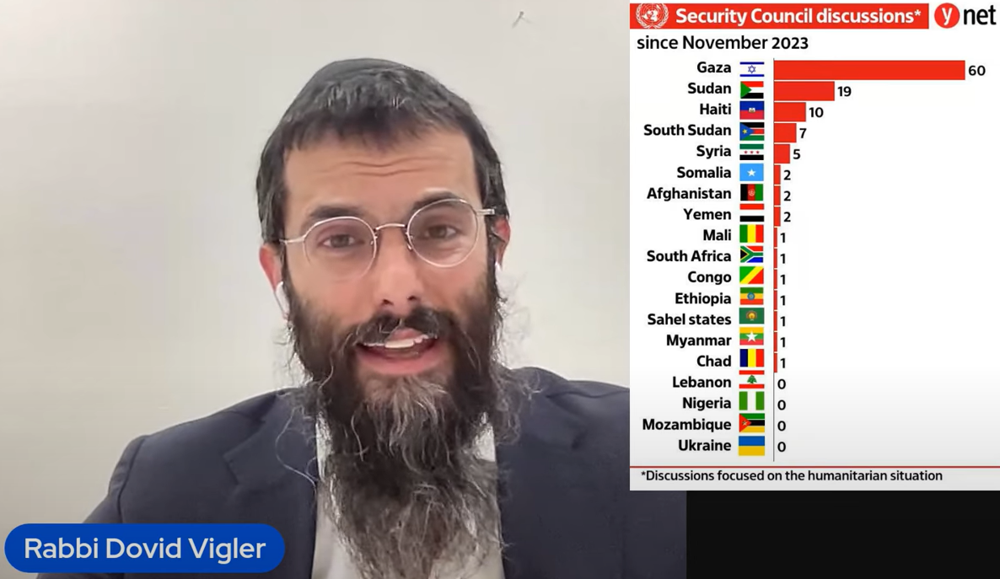 Security Council discussions*
ynet
since November 2023
Gaza 60
Sudan 19
Haiti 10
South Sudan 7
Syria 5
Somalia 2
Afghanistan 2
Yemen 2
Mali 1
South Africa 1
Congo 1
Ethiopia 1
Sahel states 1
Myanmar 1
Chad 1
Lebanon 0
Nigeria 0
Mozambique 0
Ukraine 0
*Discussions focused on the humanitarian situation
Rabbi Dovid Vigler